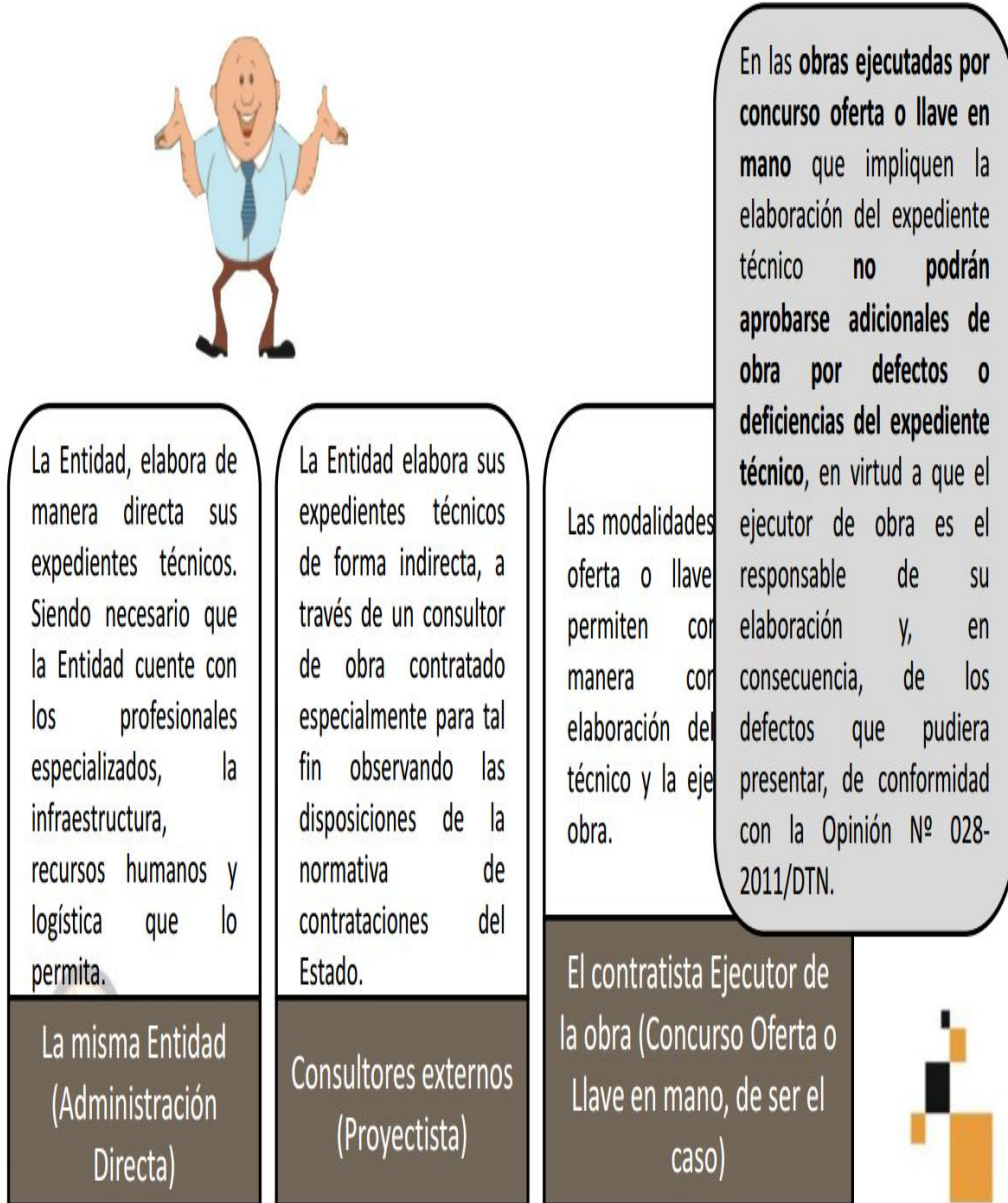 La Entidad, elabora de
manera directa sus
expedientes técnicos.
Siendo necesario que
la Entidad cuente con
los profesionales
especializados, la
infraestructura,
recursos humanos y
logística que lo
permita.
La misma Entidad
(Administración
Directa)
La Entidad elabora sus
expedientes técnicos
de forma indirecta, a
través de un consultor
de obra contratado
especialmente para tal
fin observando las
disposiciones de la
normativa de
contrataciones del
Estado.
Consultores externos
(Proyectista)
Las modalidades
oferta o llave
permiten
manera
elaboración del
técnico y la
obra.
El contratista Ejecutor de
la obra (Concurso Oferta o
Llave en mano, de ser el
caso)
En las obras ejecutadas por
concurso oferta o llave en
mano que impliquen la
elaboración del expediente
técnico no podrán
aprobarse adicionales de
obra por defectos o
deficiencias del expediente
técnico, en virtud a que el
ejecutor de obra es el
responsable de su
elaboración y, en
consecuencia, de los
defectos que pudiera
presentar, de conformidad
con la Opinión Nº 028-
2011/DTN.